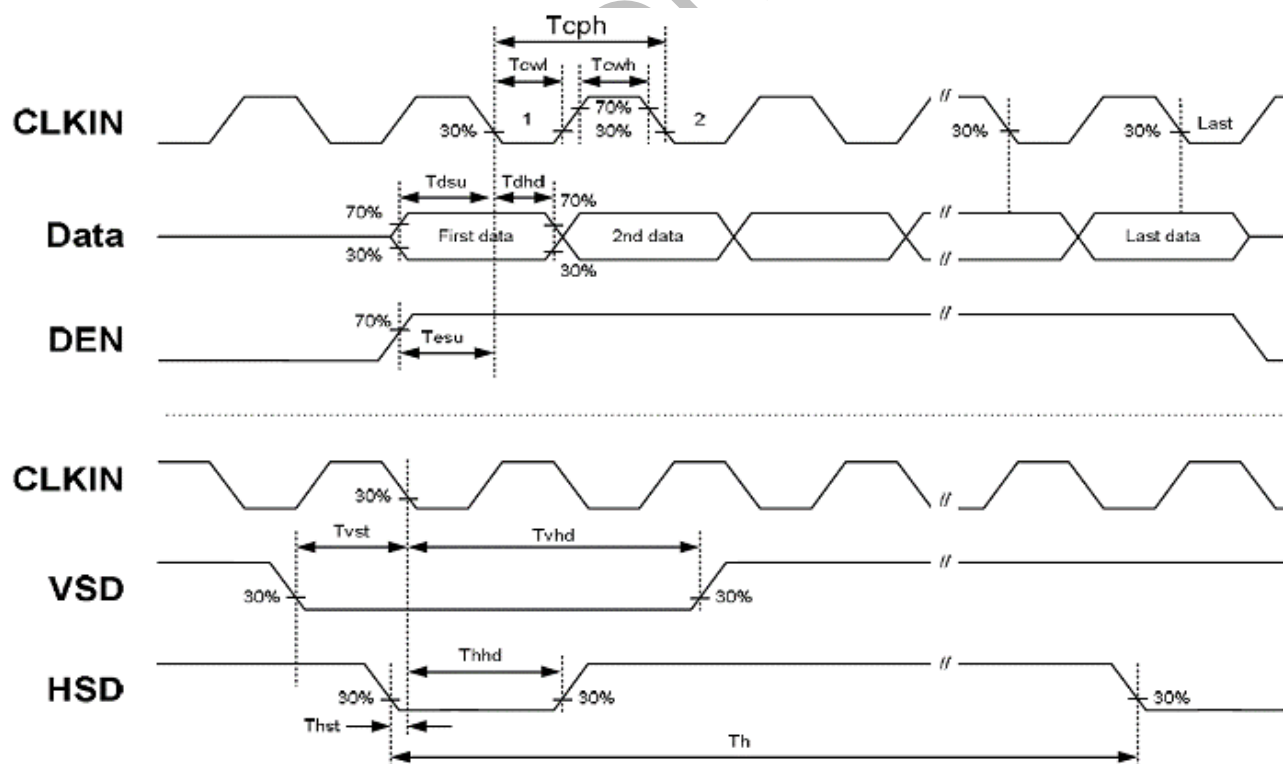 Tcph
Tcwl Tcwh
CLKIN 30% 1 70% 30% 2 // 30% 30% Last
Tdsu Tdhd
Data 70% 30% First data 70% 30% 2nd data // // Last data
DEN 70% Tesu //
CLKIN 30% //
Tvst Tvhd
VSD 30% 30% //
Thhd
HSD 30% 30% // 30%
Thst
Th